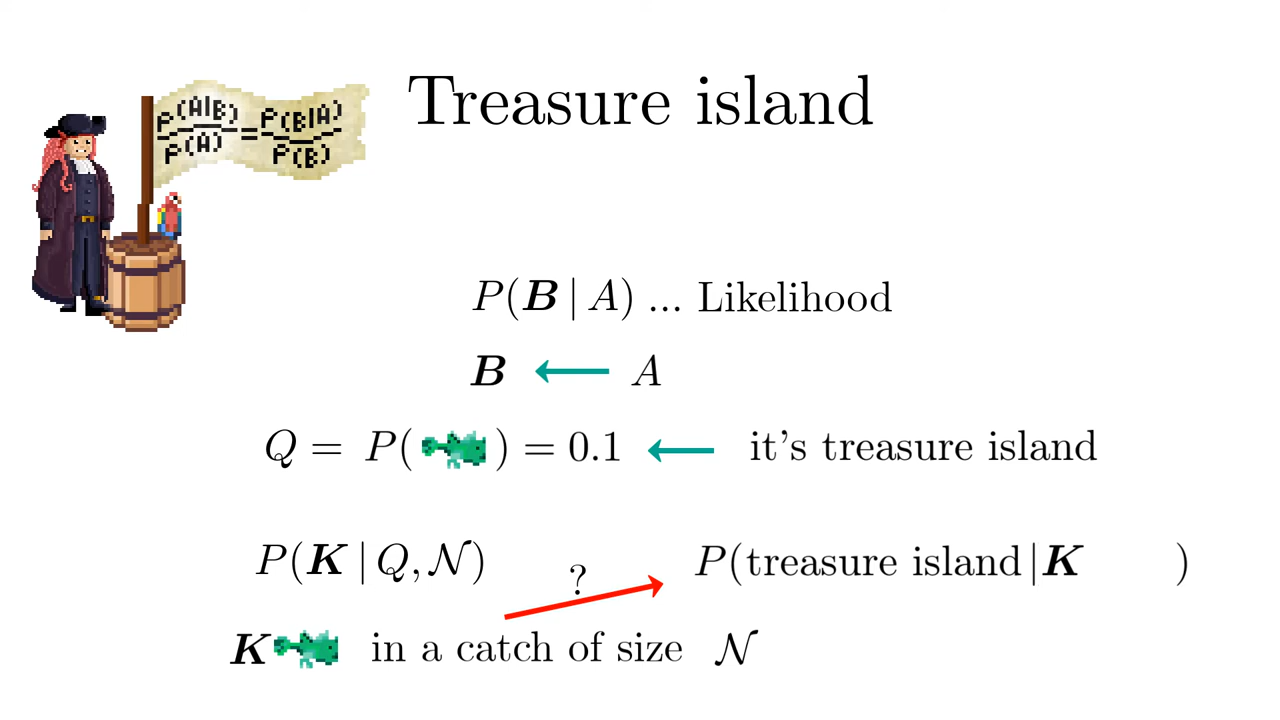 Treasure island
P(A|B) / P(A) = P(B|A) / P(B)
P(B | A) ... Likelihood
B ← A
Q = P( ) = 0.1 ← it's treasure island
P(K | Q, N) ? P(treasure island | K )
K in a catch of size N